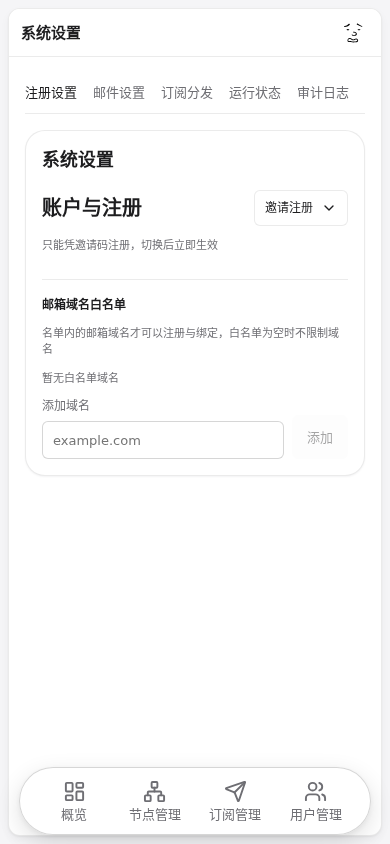 系统设置
注册设置 邮件设置 订阅分发 运行状态 审计日志
系统设置
账户与注册 邀请注册
只能凭邀请码注册，切换后立即生效
邮箱域名白名单
名单内的邮箱域名才可以注册与绑定，白名单为空时不限制域
名
暂无白名单域名
添加域名
example.com 添加
概览 节点管理 订阅管理 用户管理